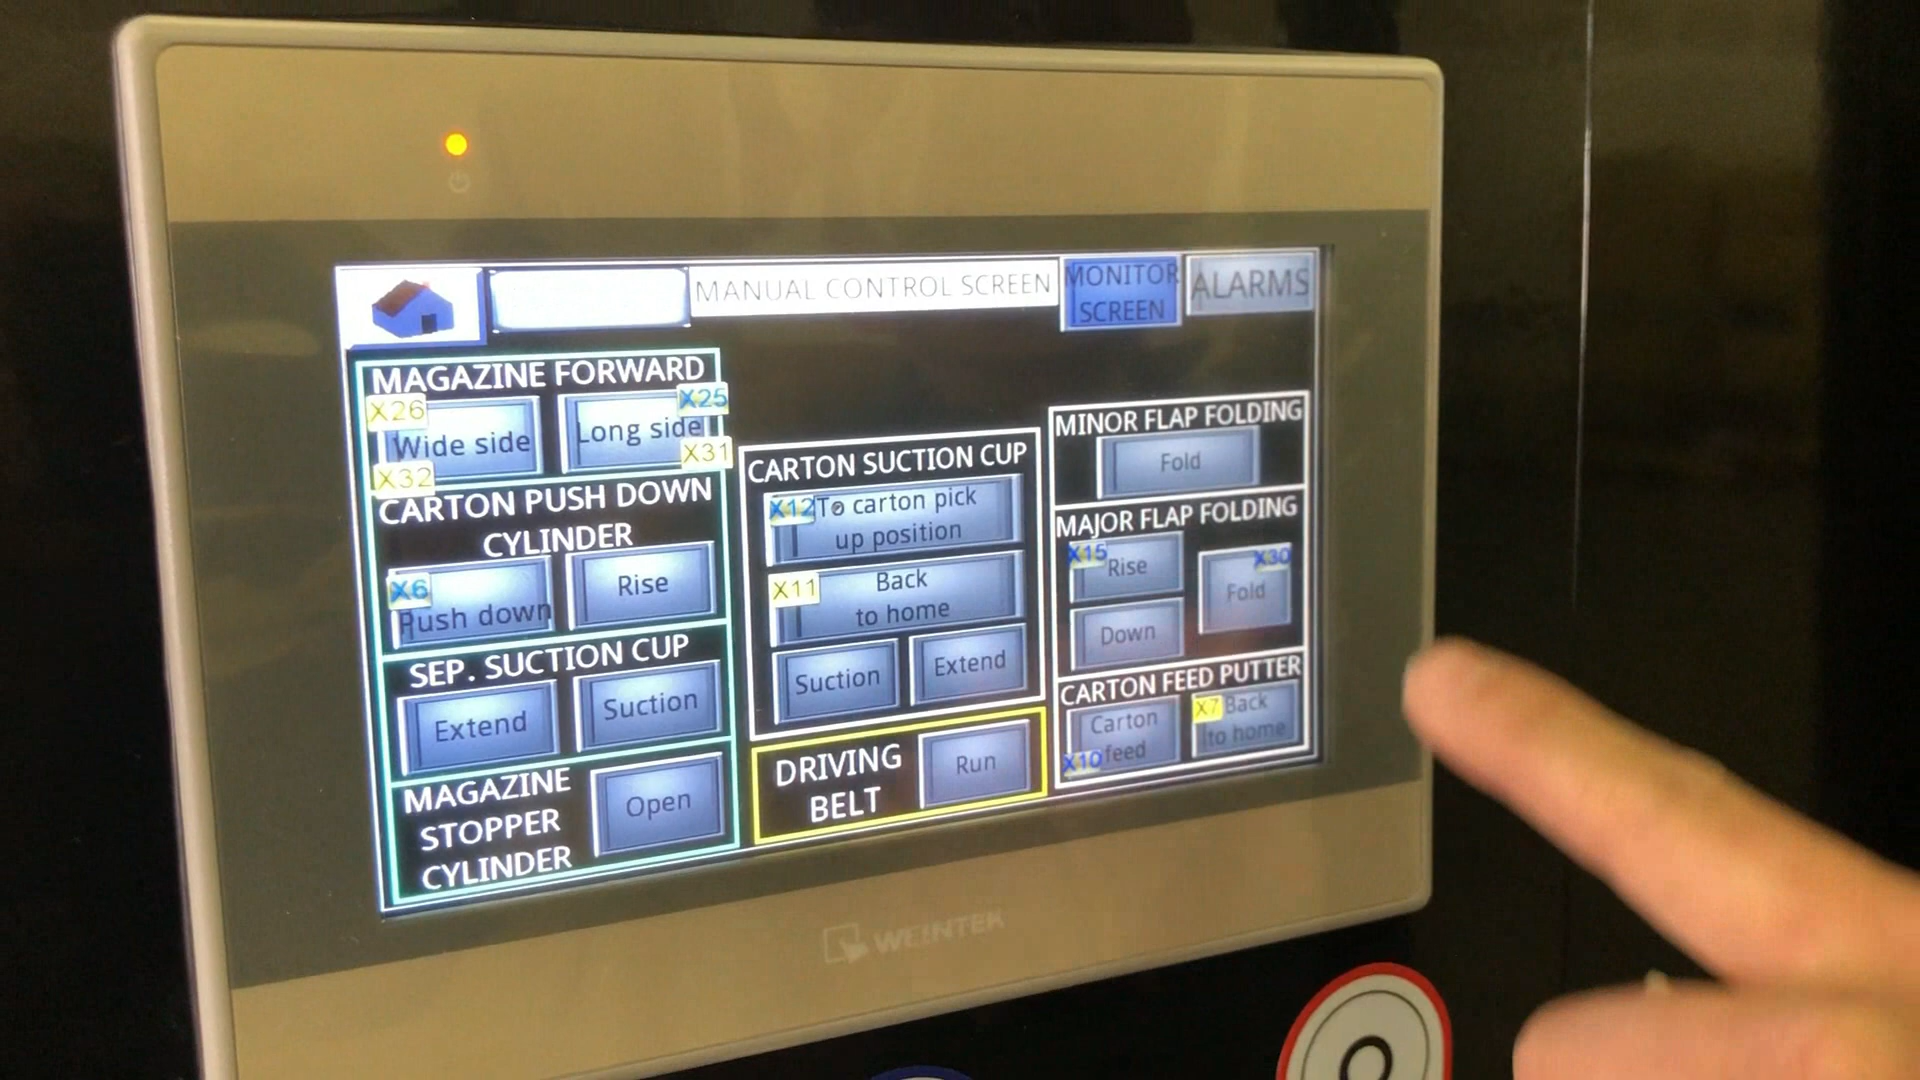 MANUAL CONTROL SCREEN
MONITOR
SCREEN
ALARMS
MAGAZINE FORWARD
X26
Wide side
X32
X25
Long side
X31
CARTON PUSH DOWN
CYLINDER
X6
Push down
Rise
SEP. SUCTION CUP
Extend
Suction
MAGAZINE
STOPPER
CYLINDER
Open
CARTON SUCTION CUP
X12 To carton pick
up position
X11 Back
to home
Suction
Extend
DRIVING
BELT
Run
MINOR FLAP FOLDING
Fold
MAJOR FLAP FOLDING
X15
Rise
X30
Fold
Down
CARTON FEED PUTTER
Carton
X10 feed
X7 Back
to home
WEINTEK